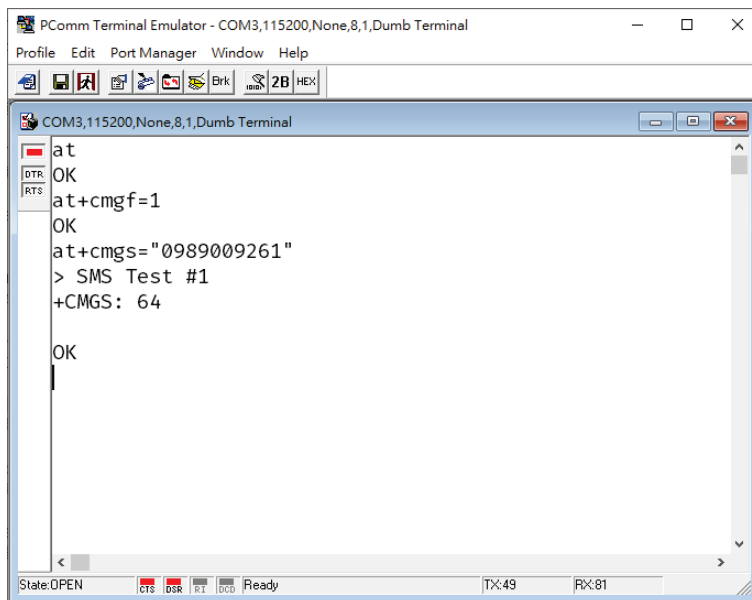 PComm Terminal Emulator - COM3,115200,None,8,1,Dumb Terminal
Profile Edit Port Manager Window Help
Brk 1010 2B HEX
COM3,115200,None,8,1,Dumb Terminal
DTR
RTS
at
OK
at+cmgf=1
OK
at+cmgs="0989009261"
> SMS Test #1
+CMGS: 64
OK
State:OPEN CTS DSR RI DCD Ready TX:49 RX:81